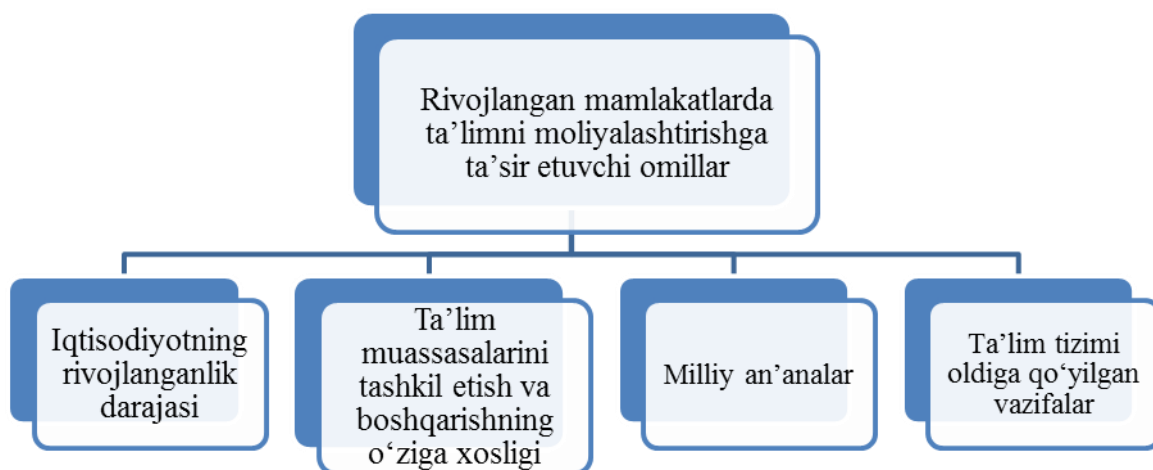 Rivojlangan mamlakatlarda
ta’limni moliyalashtirishga
ta’sir etuvchi omillar
Iqtisodiyotning
rivojlanganlik
darajasi
Ta’lim
muassasalarini
tashkil etish va
boshqarishning
o‘ziga xosligi
Milliy an’analar
Ta’lim tizimi
oldiga qo‘yilgan
vazifalar